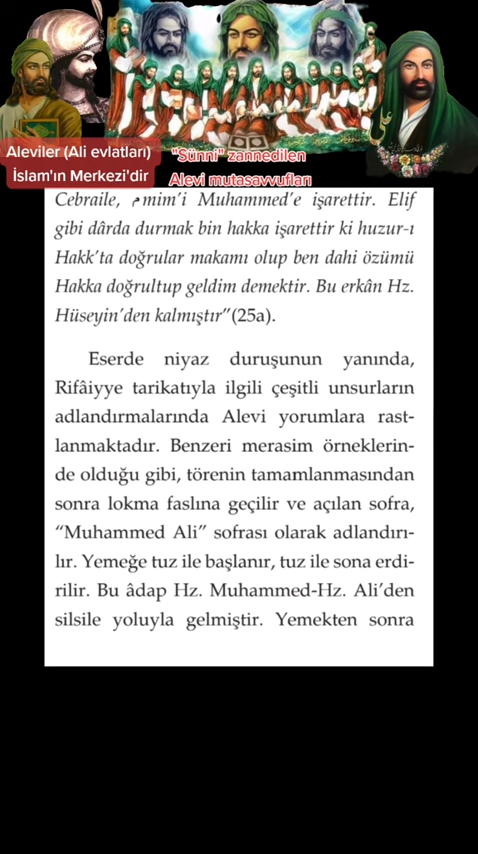 Aleviler (Ali evlatları)
İslam'ın Merkezi'dir
"Sünni" zannedilen
Alevi mutasavvufları
علي
Cebraile, م mim'i Muhammed'e işarettir. Elif
gibi dârda durmak bin hakka işarettir ki huzur-ı
Hakk'ta doğrular makamı olup ben dahi özümü
Hakka doğrultup geldim demektir. Bu erkân Hz.
Hüseyin'den kalmıştır"(25a).
Eserde niyaz duruşunun yanında,
Rifâiyye tarikatıyla ilgili çeşitli unsurların
adlandırmalarında Alevi yorumlara rast-
lanmaktadır. Benzeri merasim örneklerin-
de olduğu gibi, törenin tamamlanmasından
sonra lokma faslına geçilir ve açılan sofra,
"Muhammed Ali" sofrası olarak adlandırı-
lır. Yemeğe tuz ile başlanır, tuz ile sona erdi-
rilir. Bu âdap Hz. Muhammed-Hz. Ali'den
silsile yoluyla gelmiştir. Yemekten sonra